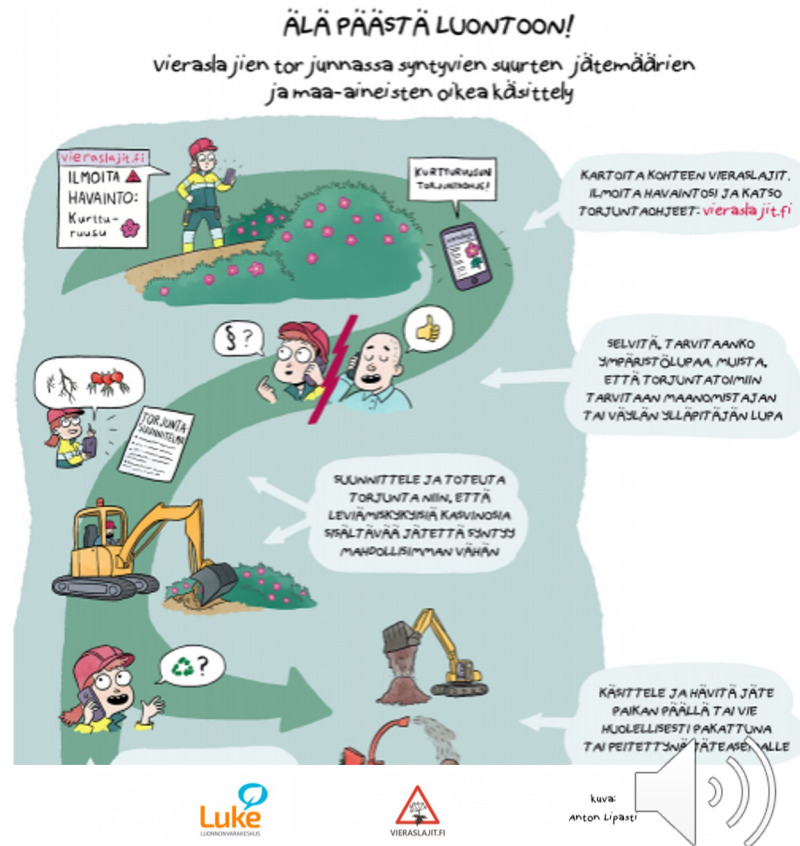 ÄLÄ PÄÄSTÄ LUONTOON!
vieraslajien torjunnassa syntyvien suurten jätemäärien
ja maa-aineisten oikea käsittely
vieraslajit.fi
ILMOITA
HAVAINTO:
Kurttu-
ruusu
KURTTURUUSUN
TORJUNTAOHJE!
KARTOITA KOHTEEN VIERASLAJIT.
ILMOITA HAVAINTOSI JA KATSO
TORJUNTAOHJEET: vieraslajit.fi
§?
SELVITÄ, TARVITAANKO
YMPÄRISTÖLUPAA. MUISTA,
ETTÄ TORJUNTATOIMIIN
TARVITAAN MAANOMISTAJAN
TAI VÄYLÄN YLLÄPITÄJÄN LUPA
TORJUNTA-
SUUNNITELMA
SUUNNITTELE JA TOTEUTA
TORJUNTA NIIN, ETTÄ
LEVIÄMISKYKYISIÄ KASVINOSIA
SISÄLTÄVÄÄ JÄTETTÄ SYNTYY
MAHDOLLISIMMAN VÄHÄN
?
KÄSITTELE JA HÄVITÄ JÄTE
PAIKAN PÄÄLLÄ TAI VIE
HUOLELLISESTI PAKATTUNA
TAI PEITETTYNÄ JÄTEASEMALLE
Luke
LUONNONVARAKESKUS
VIERASLAJIT.FI
kuva:
Anton Lipasti